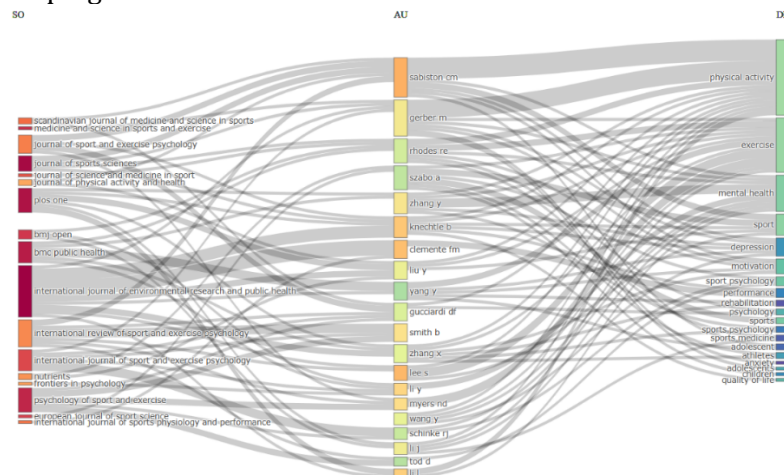 SO
AU
scandinavian journal of medicine and science in sports
medicine and science in sports and exercise
journal of sport and exercise psychology
journal of sports sciences
journal of science and medicine in sport
journal of physical activity and health
plos one
bmj open
bmc public health
international journal of environmental research and public health
international review of sport and exercise psychology
international journal of sport and exercise psychology
nutrients
frontiers in psychology
psychology of sport and exercise
european journal of sport science
international journal of sports physiology and performance
sabiston cm
gerber m
rhodes re
szabo a
zhang y
knechtle b
clemente fm
liu y
yang y
gucciardi df
smith b
zhang x
lee s
li y
myers nd
wang y
schinke rj
li j
tod d
physical activity
exercise
mental health
sport
depression
motivation
sport psychology
performance
rehabilitation
psychology
sports
sports psychology
sports medicine
adolescent
athletes
anxiety
adolescents
children
quality of life